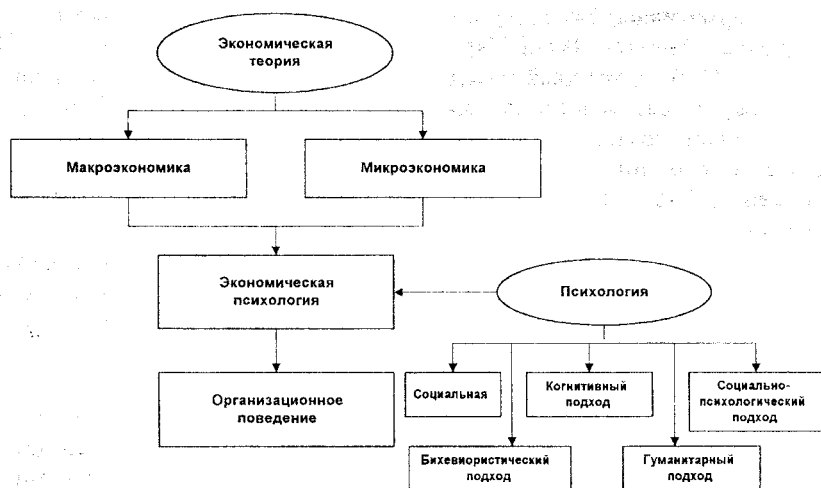 Экономическая
теория
Макроэкономика
Микроэкономика
Экономическая
психология
Психология
Организационное
поведение
Социальная
Когнитивный
подход
Социально-
психологический
подход
Бихевиористический
подход
Гуманитарный
подход